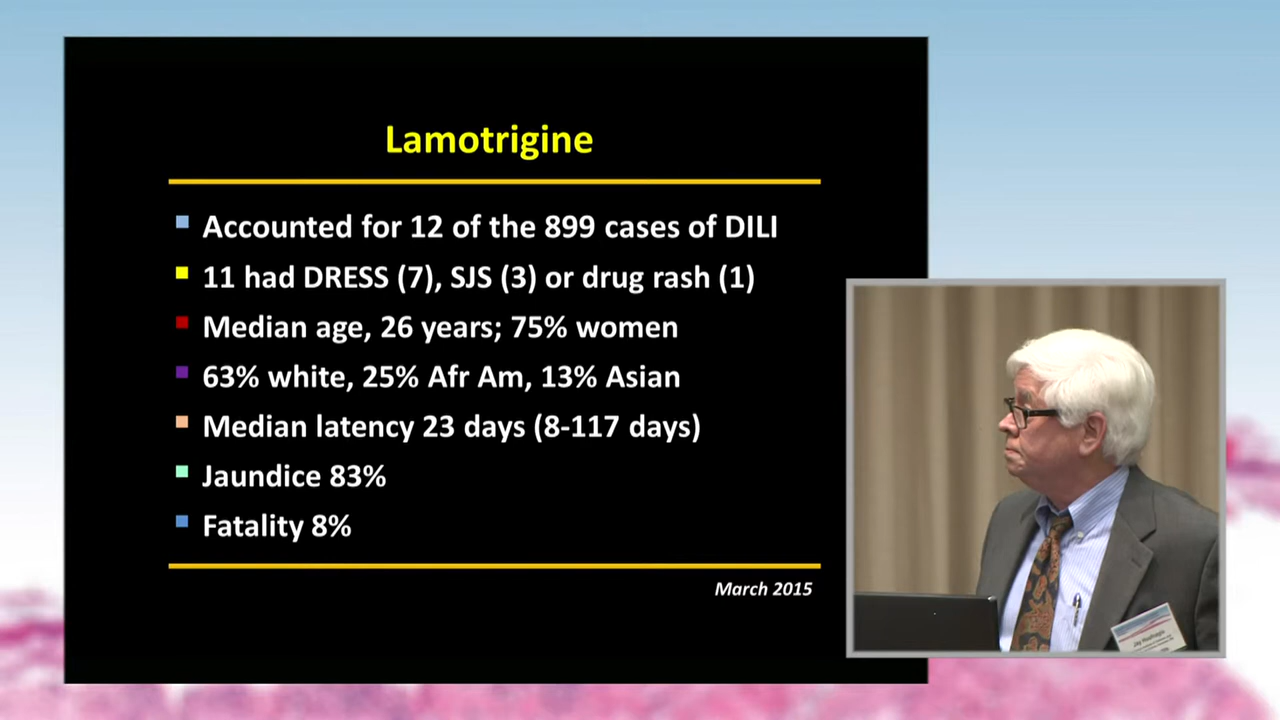 Lamotrigine
Accounted for 12 of the 899 cases of DILI
11 had DRESS (7), SJS (3) or drug rash (1)
Median age, 26 years; 75% women
63% white, 25% Afr Am, 13% Asian
Median latency 23 days (8-117 days)
Jaundice 83%
Fatality 8%
March 2015
Jay Hoofnagle